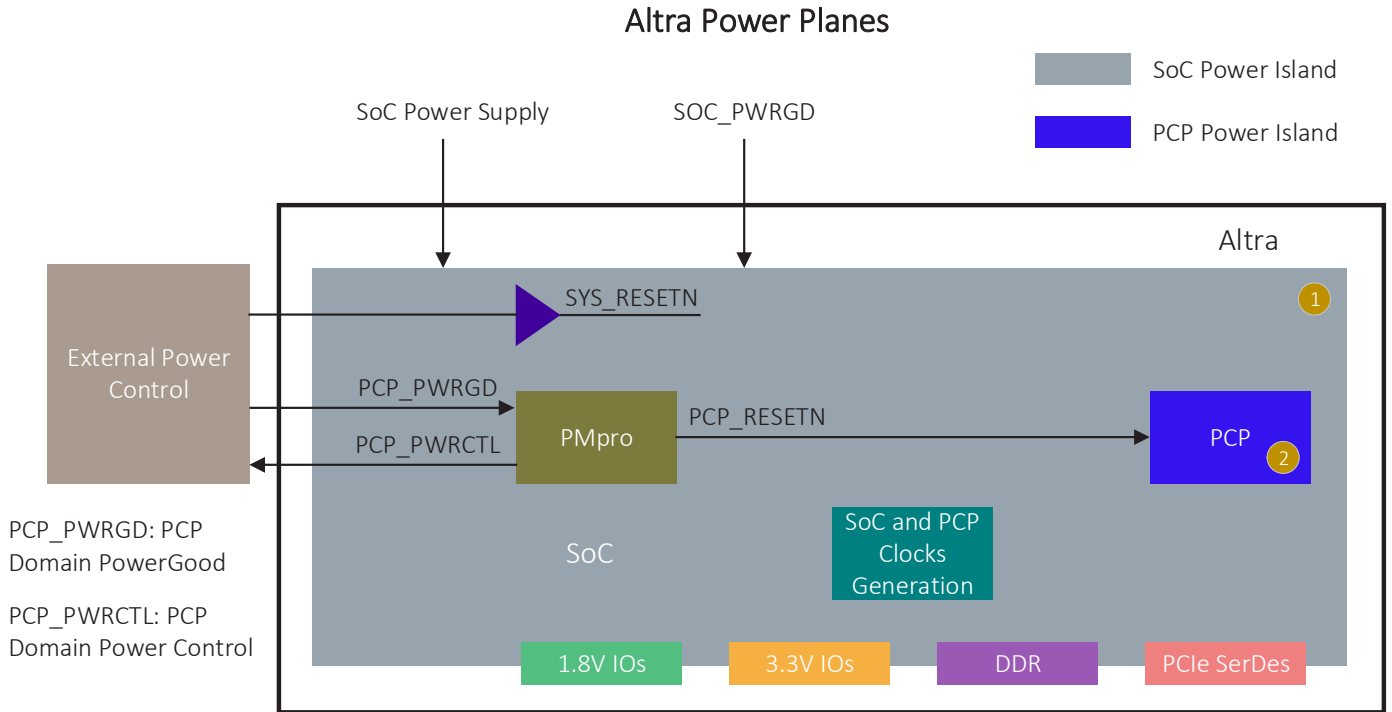 Altra Power Planes
SoC Power Island
PCP Power Island
SoC Power Supply
SOC_PWRGD
Altra
1
SYS_RESETN
External Power
Control
PCP_PWRGD
PCP_PWRCTL
PMpro
PCP_RESETN
PCP
2
PCP_PWRGD: PCP
Domain PowerGood
PCP_PWRCTL: PCP
Domain Power Control
SoC
SoC and PCP
Clocks
Generation
1.8V IOs
3.3V IOs
DDR
PCIe SerDes